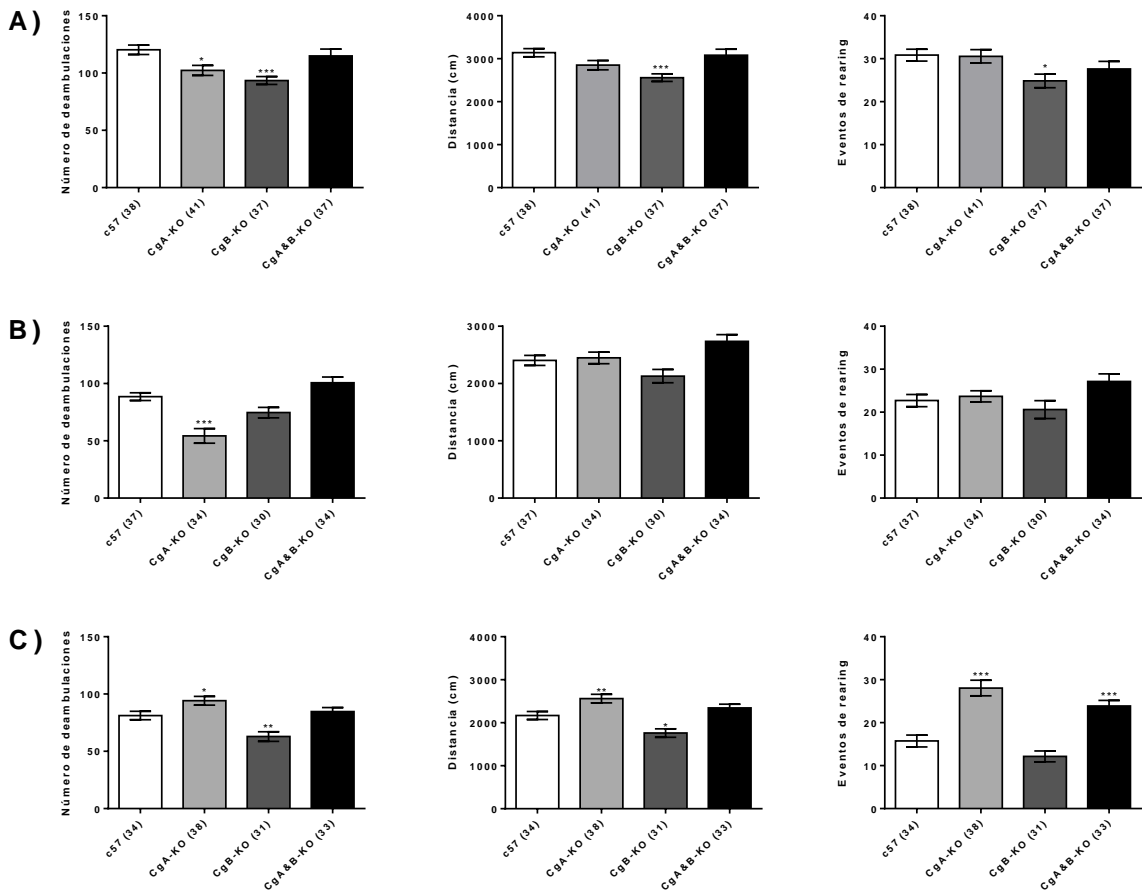 A)
Número de deambulaciones
150
100
50
0
*
***
c57 (38)
CgA-KO (41)
CgB-KO (37)
CgA&B-KO (37)
Distancia (cm)
4000
3000
2000
1000
0
***
c57 (38)
CgA-KO (41)
CgB-KO (37)
CgA&B-KO (37)
Eventos de rearing
40
30
20
10
0
*
c57 (38)
CgA-KO (41)
CgB-KO (37)
CgA&B-KO (37)
B)
Número de deambulaciones
150
100
50
0
***
c57 (37)
CgA-KO (34)
CgB-KO (30)
CgA&B-KO (34)
Distancia (cm)
3000
2000
1000
0
c57 (37)
CgA-KO (34)
CgB-KO (30)
CgA&B-KO (34)
Eventos de rearing
40
30
20
10
0
c57 (37)
CgA-KO (34)
CgB-KO (30)
CgA&B-KO (34)
C)
Número de deambulaciones
150
100
50
0
*
**
c57 (34)
CgA-KO (38)
CgB-KO (31)
CgA&B-KO (33)
Distancia (cm)
4000
3000
2000
1000
0
**
*
c57 (34)
CgA-KO (38)
CgB-KO (31)
CgA&B-KO (33)
Eventos de rearing
40
30
20
10
0
***
***
c57 (34)
CgA-KO (38)
CgB-KO (31)
CgA&B-KO (33)